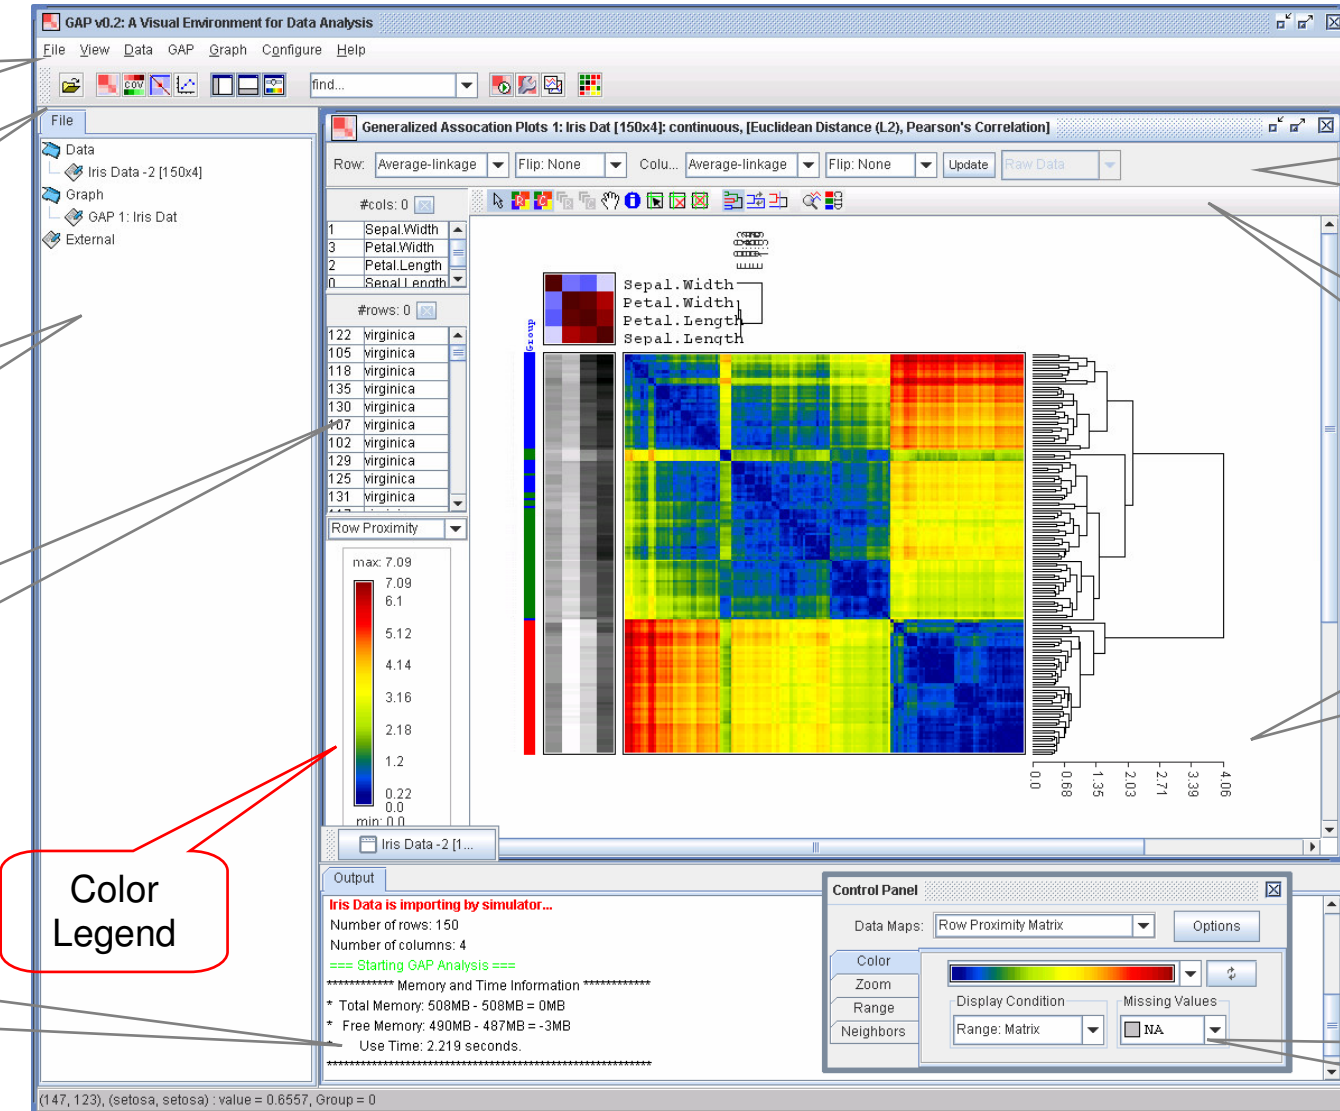 GAP v0.2: A Visual Environment for Data Analysis
File View Data GAP Graph Configure Help
COV
find...
File
Data
Iris Data -2 [150x4]
Graph
GAP 1: Iris Dat
External
Generalized Assocation Plots 1: Iris Dat [150x4]: continuous, [Euclidean Distance (L2), Pearson's Correlation]
Row: Average-linkage Flip: None Colu... Average-linkage Flip: None Update Raw Data
#cols: 0
1 Sepal.Width
3 Petal.Width
2 Petal.Length
0 Sepal.Length
#rows: 0
122 virginica
105 virginica
118 virginica
135 virginica
130 virginica
107 virginica
102 virginica
129 virginica
125 virginica
131 virginica
Row Proximity
max: 7.09
7.09
6.1
5.12
4.14
3.16
2.18
1.2
0.22
0.0
min: 0.0
Sepal.Width
Petal.Width
Petal.Length
Sepal.Length
Group
0.0 0.68 1.35 2.03 2.71 3.39 4.06
Iris Data -2 [1...
Color
Legend
Output
Iris Data is importing by simulator...
Number of rows: 150
Number of columns: 4
=== Starting GAP Analysis ===
************ Memory and Time Information ************
* Total Memory: 508MB - 508MB = 0MB
* Free Memory: 490MB - 487MB = -3MB
* Use Time: 2.219 seconds.
Control Panel
Data Maps: Row Proximity Matrix Options
Color
Zoom
Range
Neighbors
Display Condition
Range: Matrix
Missing Values
NA
(147, 123), (setosa, setosa) : value = 0.6557, Group = 0